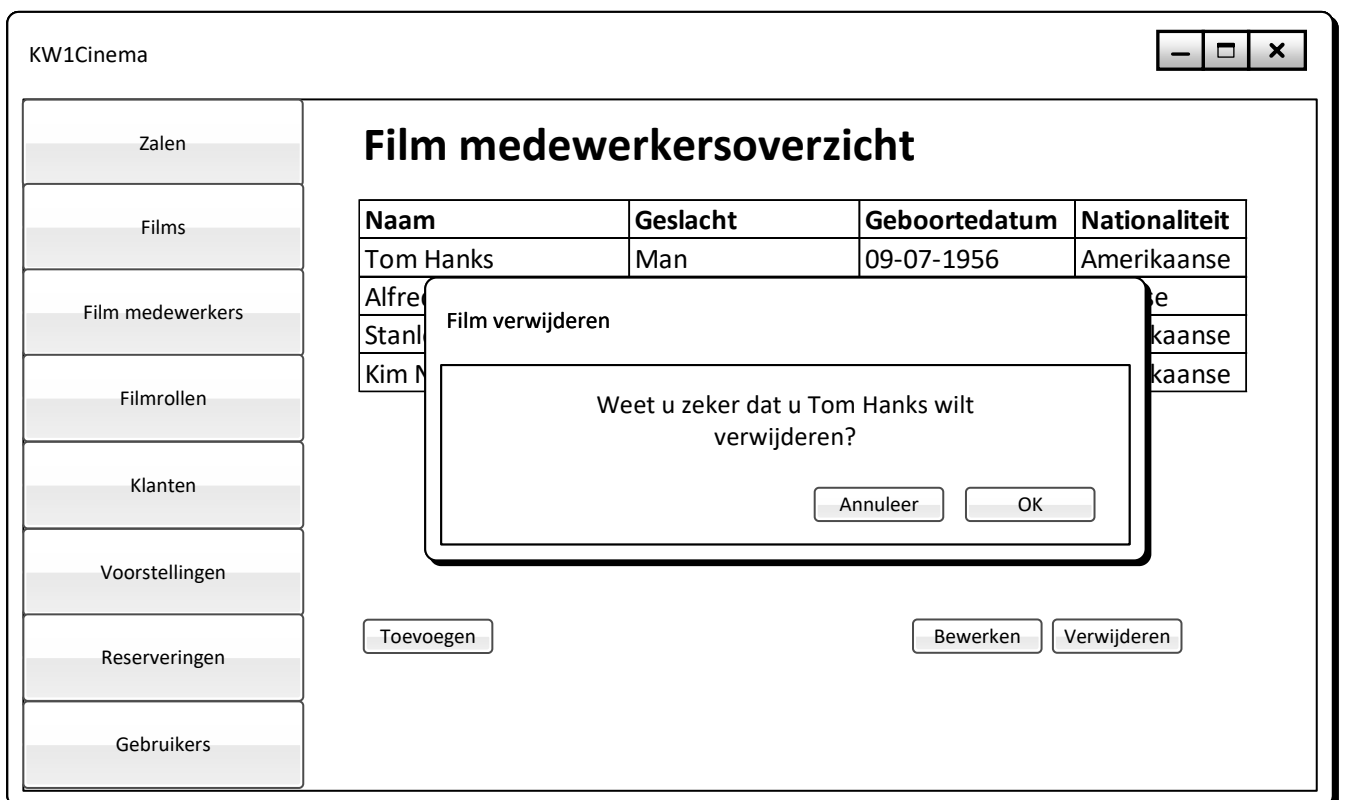 KW1Cinema
Zalen
Films
Film medewerkers
Filmrollen
Klanten
Voorstellingen
Reserveringen
Gebruikers
Film medewerkersoverzicht
Naam Geslacht Geboortedatum Nationaliteit
Tom Hanks Man 09-07-1956 Amerikaanse
Kim
Film verwijderen
Weet u zeker dat u Tom Hanks wilt
verwijderen?
Annuleer OK
Toevoegen Bewerken Verwijderen